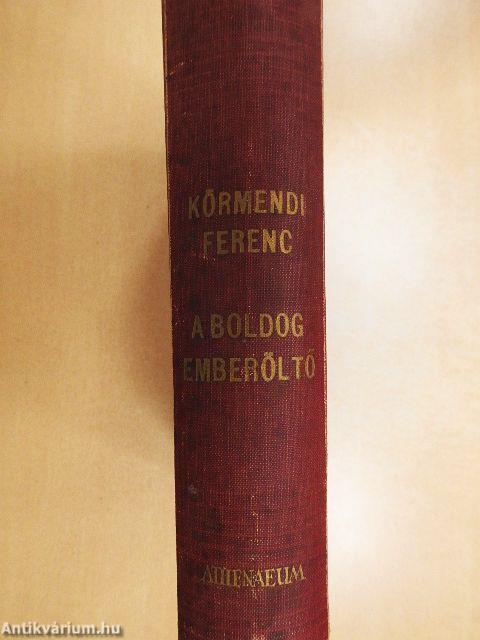 KÖRMENDI
FERENC
A BOLDOG
EMBERÖLTŐ
ATHENAEUM
Antikvárium.hu